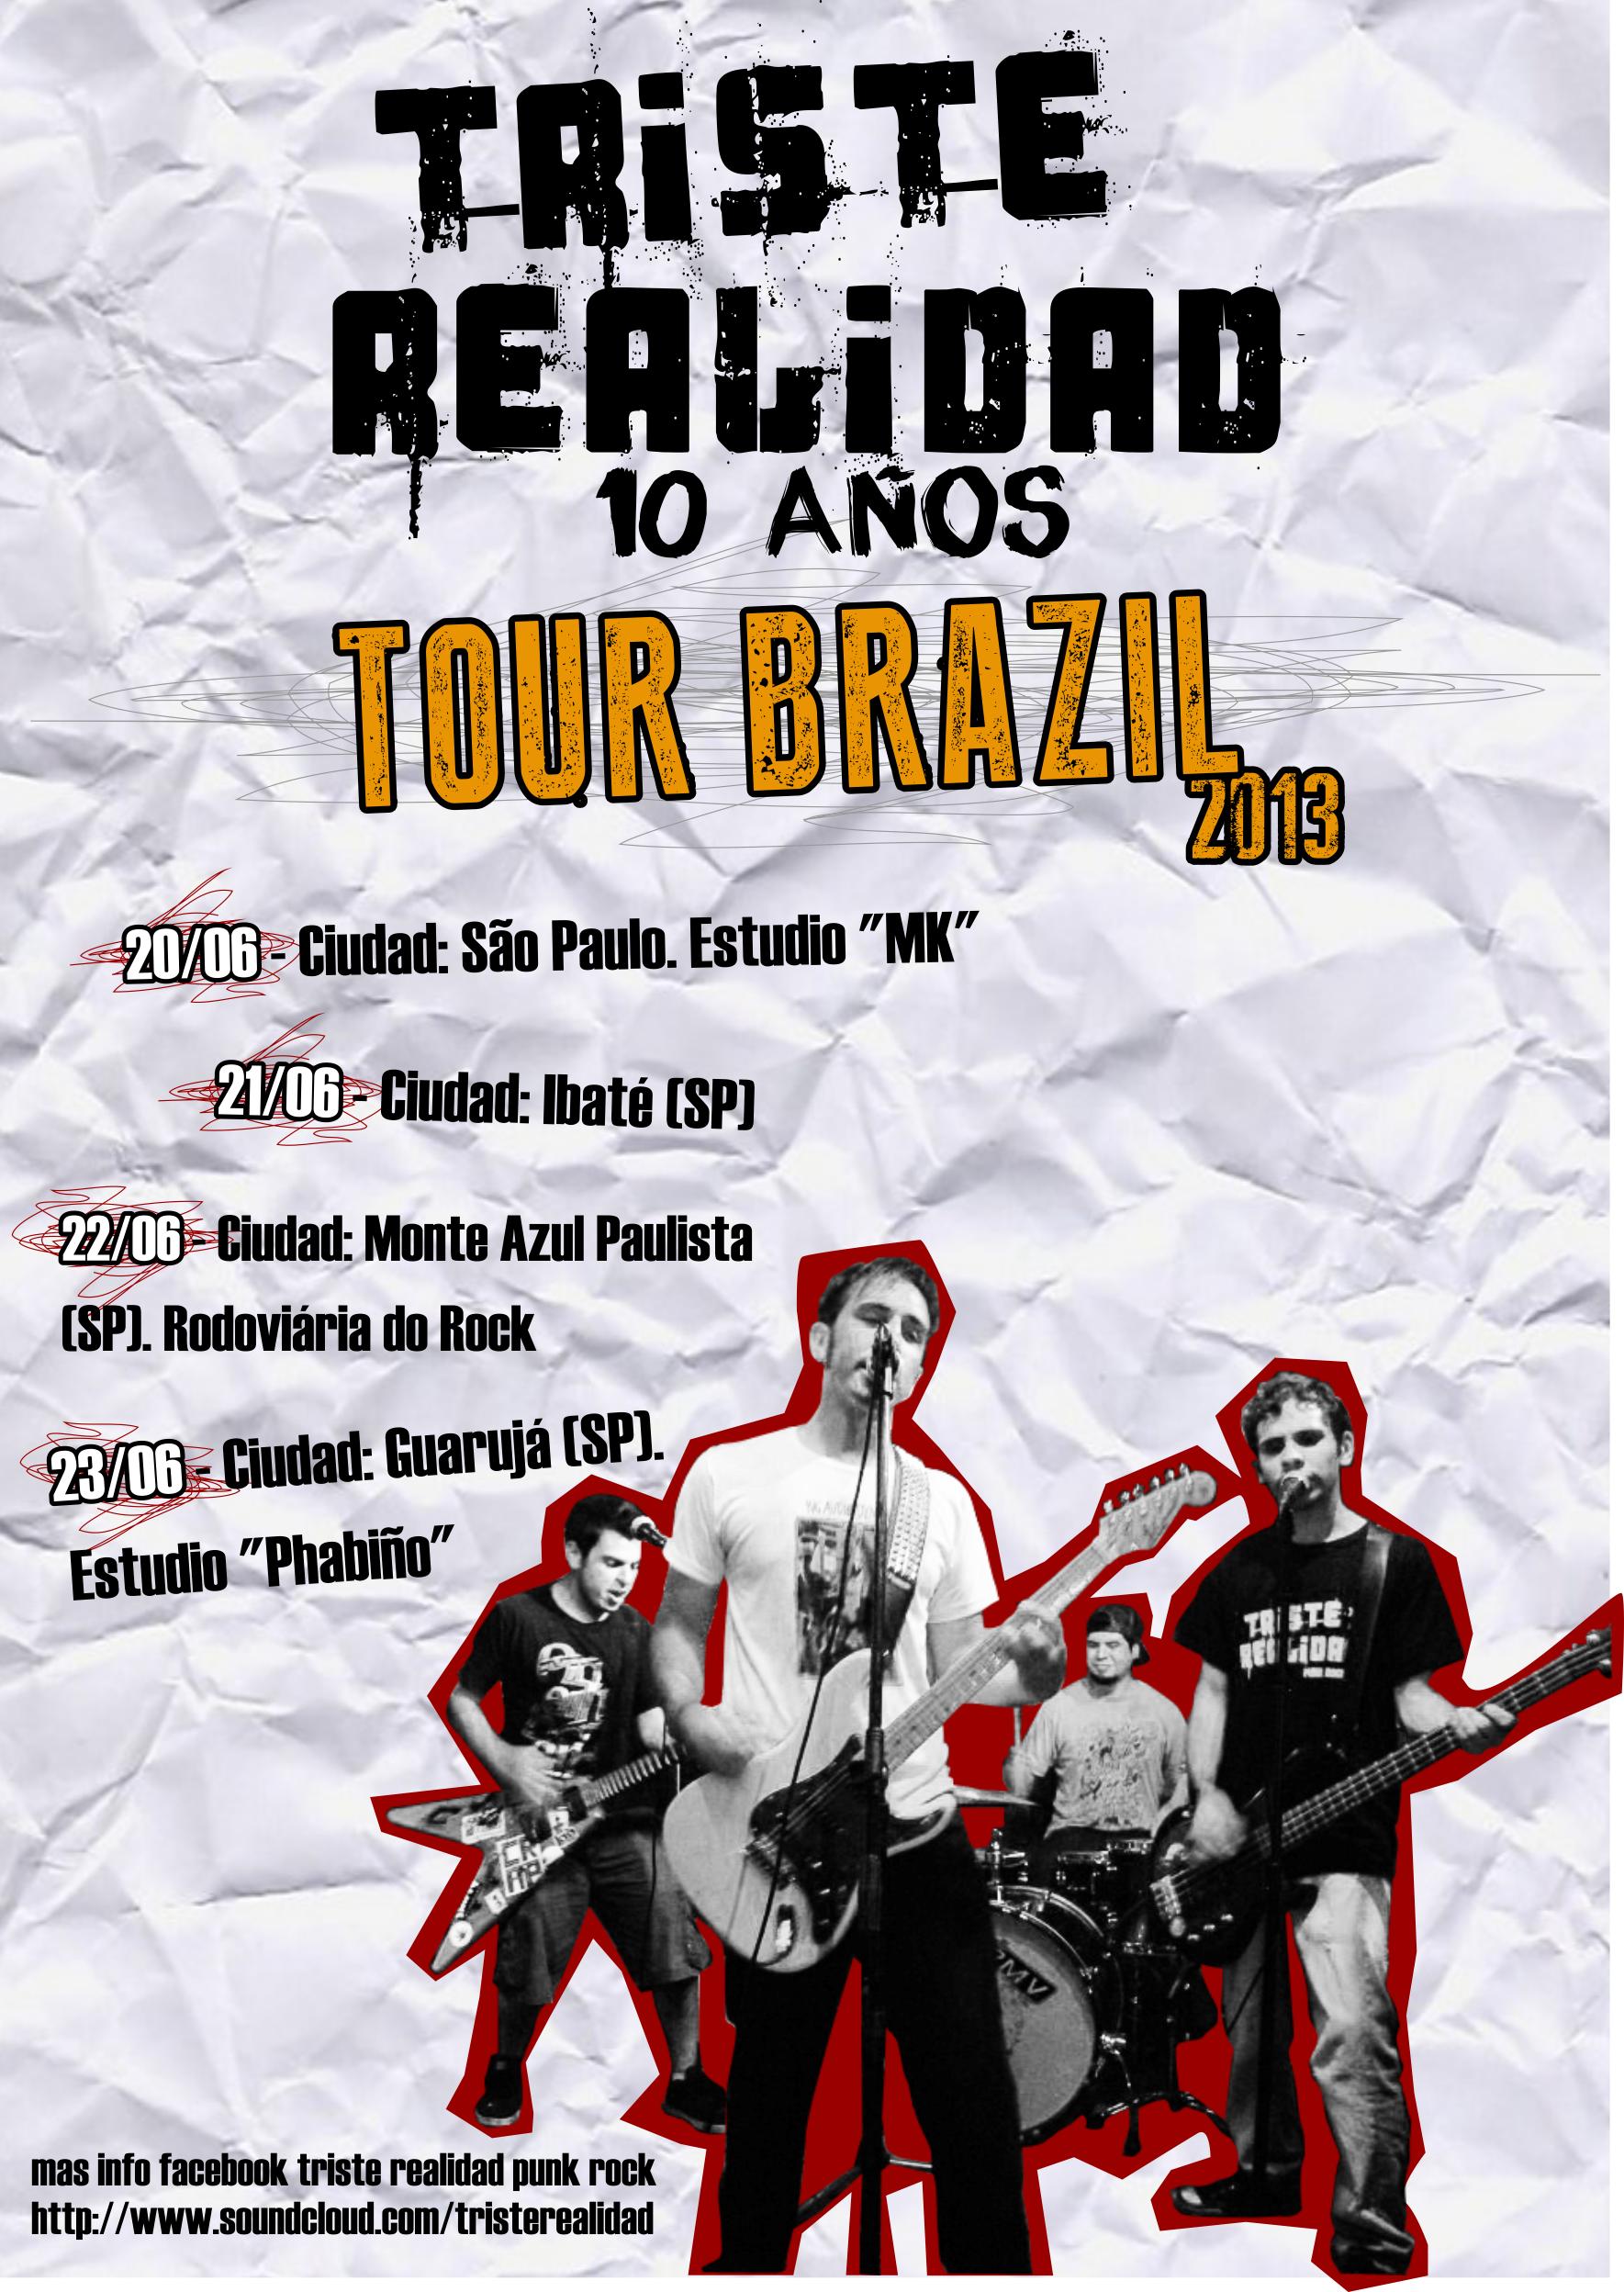 TRiSTE
REALiDAD
10 AÑOS
TOUR BRAZIL
2013
20/06 - Ciudad: São Paulo. Estudio "MK"
21/06 - Ciudad: Ibaté (SP)
22/06 - Ciudad: Monte Azul Paulista
(SP). Rodoviária do Rock
23/06 - Ciudad: Guarujá (SP).
Estudio "Phabiño"
TRiSTE
REALiDA
mas info facebook triste realidad punk rock
http://www.soundcloud.com/tristerealidad